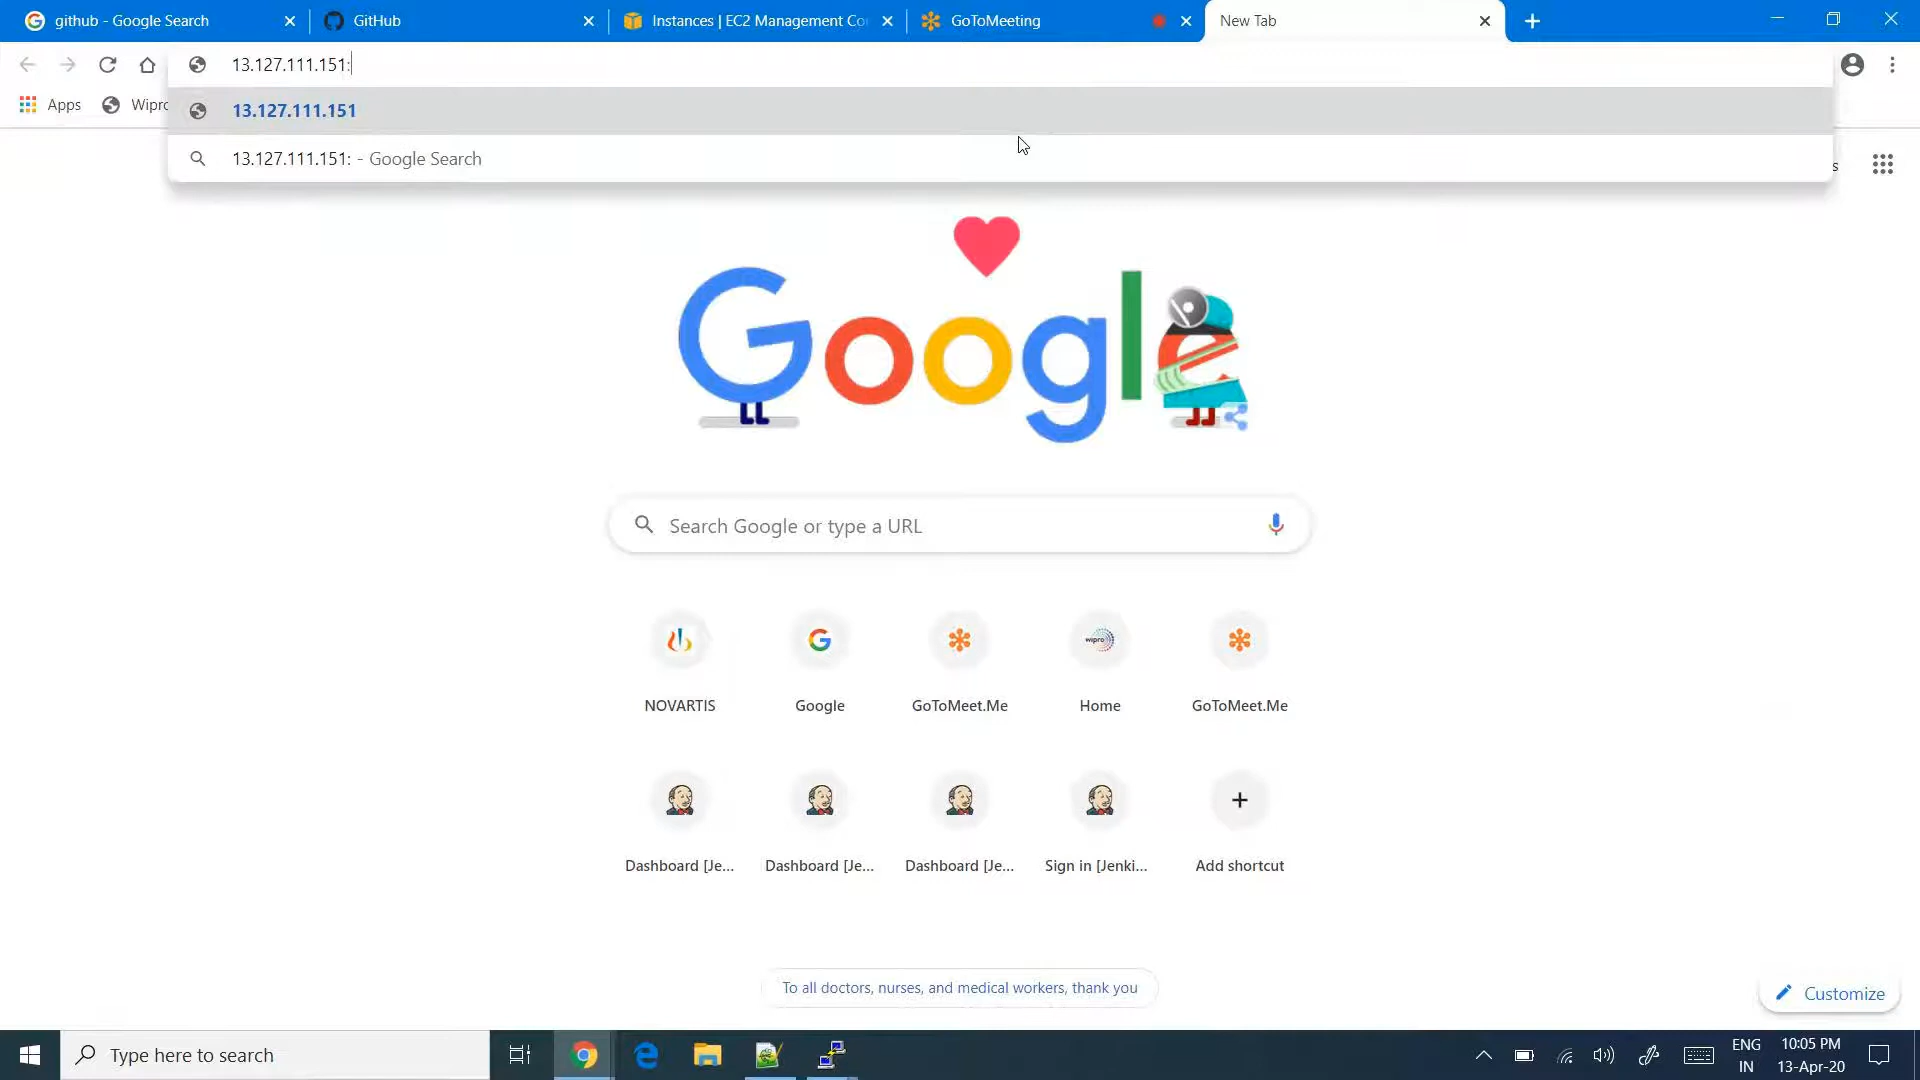 github - Google Search
GitHub
Instances | EC2 Management Co
GoToMeeting
New Tab
13.127.111.151:
Apps
Wipro
13.127.111.151
13.127.111.151: - Google Search
s
Google
Search Google or type a URL
NOVARTIS
Google
GoToMeet.Me
wipro
Home
GoToMeet.Me
Dashboard [Je...
Dashboard [Je...
Dashboard [Je...
Sign in [Jenki...
Add shortcut
To all doctors, nurses, and medical workers, thank you
Customize
Type here to search
ENG
IN
10:05 PM
13-Apr-20